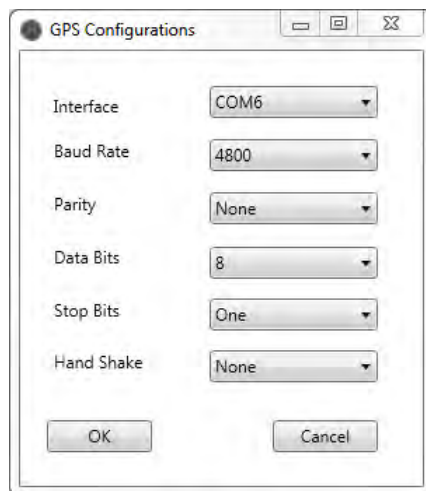 GPS Configurations
Interface COM6
Baud Rate 4800
Parity None
Data Bits 8
Stop Bits One
Hand Shake None
OK Cancel